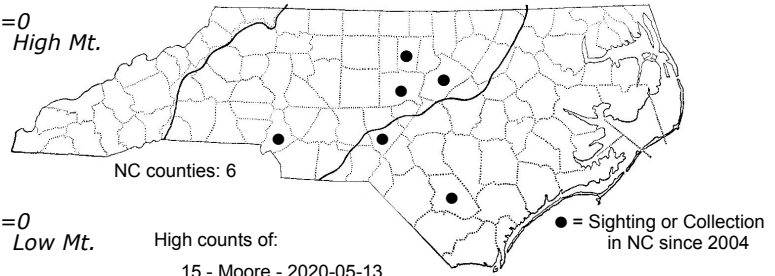 =0
High Mt.
NC counties: 6
=0
Low Mt.
High counts of:
15 - Moore - 2020-05-13
● = Sighting or Collection
in NC since 2004